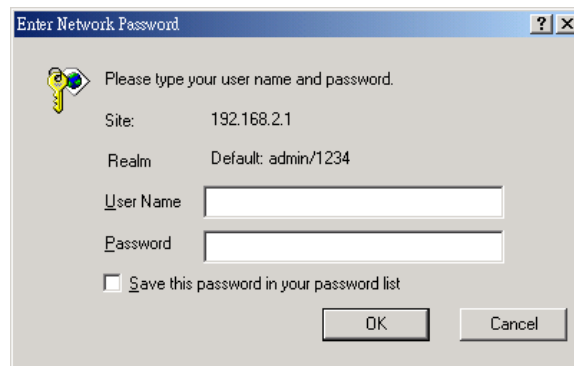 Enter Network Password
Please type your user name and password.
Site: 192.168.2.1
Realm Default: admin/1234
User Name
Password
Save this password in your password list
OK Cancel